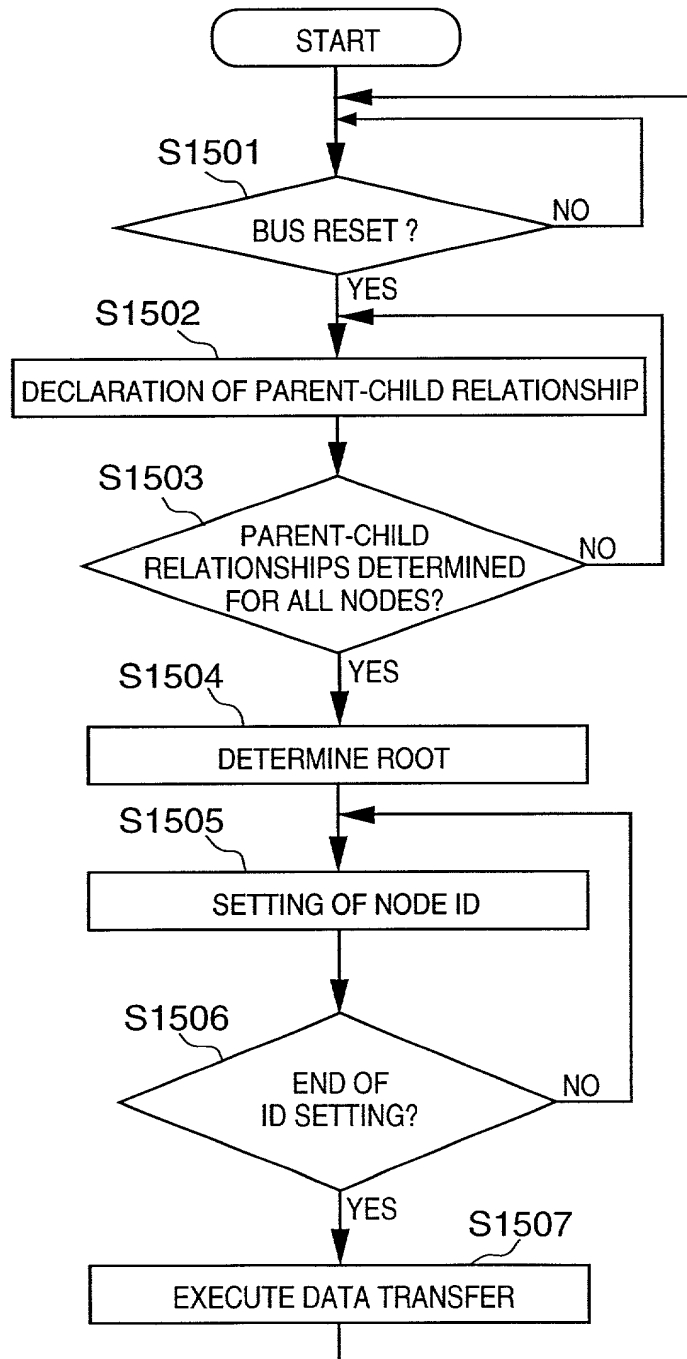 START
S1501
BUS RESET ?
NO
YES
S1502
DECLARATION OF PARENT-CHILD RELATIONSHIP
S1503
PARENT-CHILD
RELATIONSHIPS DETERMINED
FOR ALL NODES?
NO
YES
S1504
DETERMINE ROOT
S1505
SETTING OF NODE ID
S1506
END OF
ID SETTING?
NO
YES
S1507
EXECUTE DATA TRANSFER